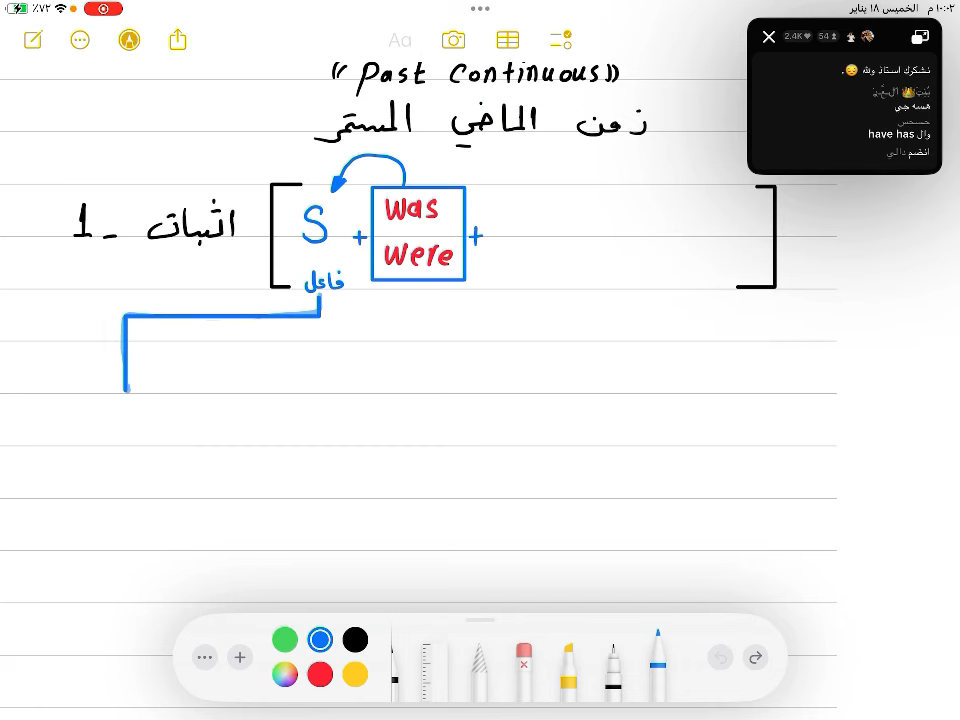 ١٠:٠٢ م الخميس ١٨ يناير
٪٧٢
Aa
2.4K 54
نشكرك استاذ والله 😔.
هسه جي
وال have has
انضم دالي
« Past Continuous »
زمن الماضي المستمر
1 - اثبات [ S + was were + ]
فاعل